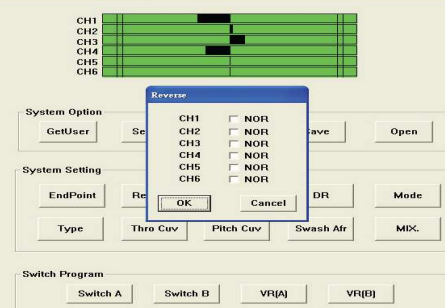 CH1
CH2
CH3
CH4
CH5
CH6
Reverse
CH1 NOR
CH2 NOR
CH3 NOR
CH4 NOR
CH5 NOR
CH6 NOR
OK Cancel
System Option
GetUser Se ave Open
System Setting
EndPoint Re DR Mode
Type Thro Cuv Pitch Cuv Swash Afr MIX.
Switch Program
Switch A Switch B VR(A) VR(B)